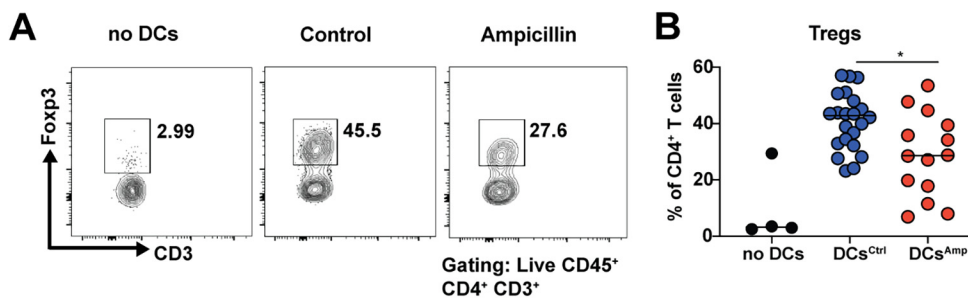 A
no DCs
Control
Ampicillin
Foxp3
2.99
45.5
27.6
CD3
Gating: Live CD45⁺
CD4⁺ CD3⁺
B
Tregs
*
% of CD4⁺ T cells
60
40
20
0
no DCs
DCsᶜᵗʳˡ
DCsᴬᵐᵖ